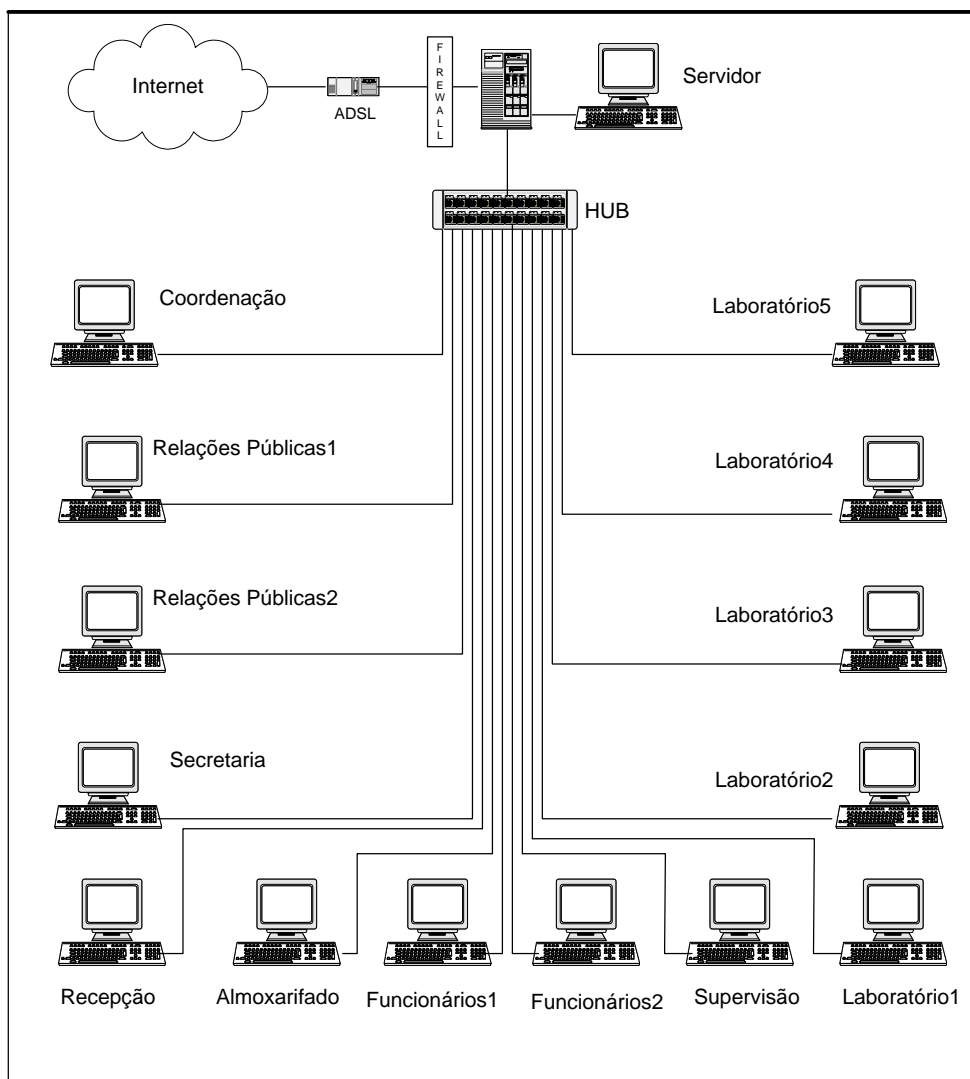 Internet
ADSL
FIREWALL
Servidor
HUB
Coordenação
Laboratório5
Relações Públicas1
Laboratório4
Relações Públicas2
Laboratório3
Secretaria
Laboratório2
Recepção
Almoxarifado
Funcionários1
Funcionários2
Supervisão
Laboratório1